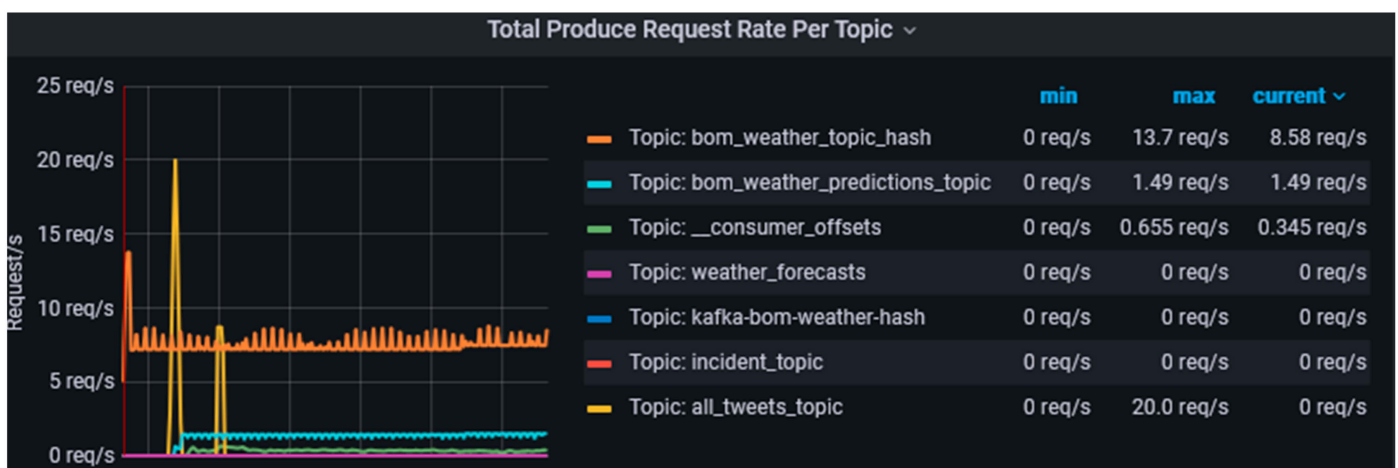 Total Produce Request Rate Per Topic
Request/s
25 req/s
20 req/s
15 req/s
10 req/s
5 req/s
0 req/s
min max current
Topic: bom_weather_topic_hash 0 req/s 13.7 req/s 8.58 req/s
Topic: bom_weather_predictions_topic 0 req/s 1.49 req/s 1.49 req/s
Topic: __consumer_offsets 0 req/s 0.655 req/s 0.345 req/s
Topic: weather_forecasts 0 req/s 0 req/s 0 req/s
Topic: kafka-bom-weather-hash 0 req/s 0 req/s 0 req/s
Topic: incident_topic 0 req/s 0 req/s 0 req/s
Topic: all_tweets_topic 0 req/s 20.0 req/s 0 req/s